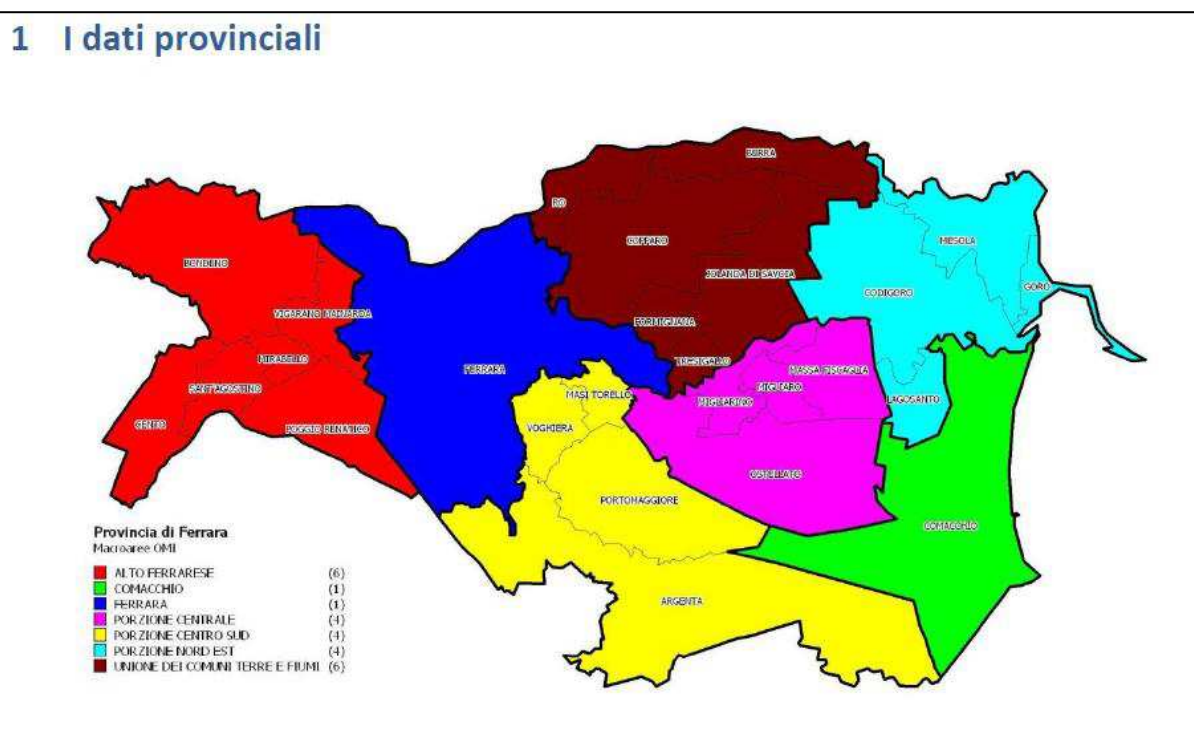 1 I dati provinciali
BERRA
RO
COPPARO
MESOLA
BONDENO
JOLANDA DI SAVOIA
GORO
CODIGORO
VIGARANO MAINARDA
FORMIGNANA
MIRABELLO
TRESIGALLO
FERRARA
MASSA FISCAGLIA
SANT'AGOSTINO
MIGLIARO
MASI TORELLO
MIGLIARINO
LAGOSANTO
CENTO
POGGIO RENATICO
VOGHIERA
OSTELLATO
PORTOMAGGIORE
COMACCHIO
ARGENTA
Provincia di Ferrara
Macroaree OMI
ALTO FERRARESE (6)
COMACCHIO (1)
FERRARA (1)
PORZIONE CENTRALE (4)
PORZIONE CENTRO SUD (4)
PORZIONE NORD EST (4)
UNIONE DEI COMUNI TERRE E FIUMI (6)